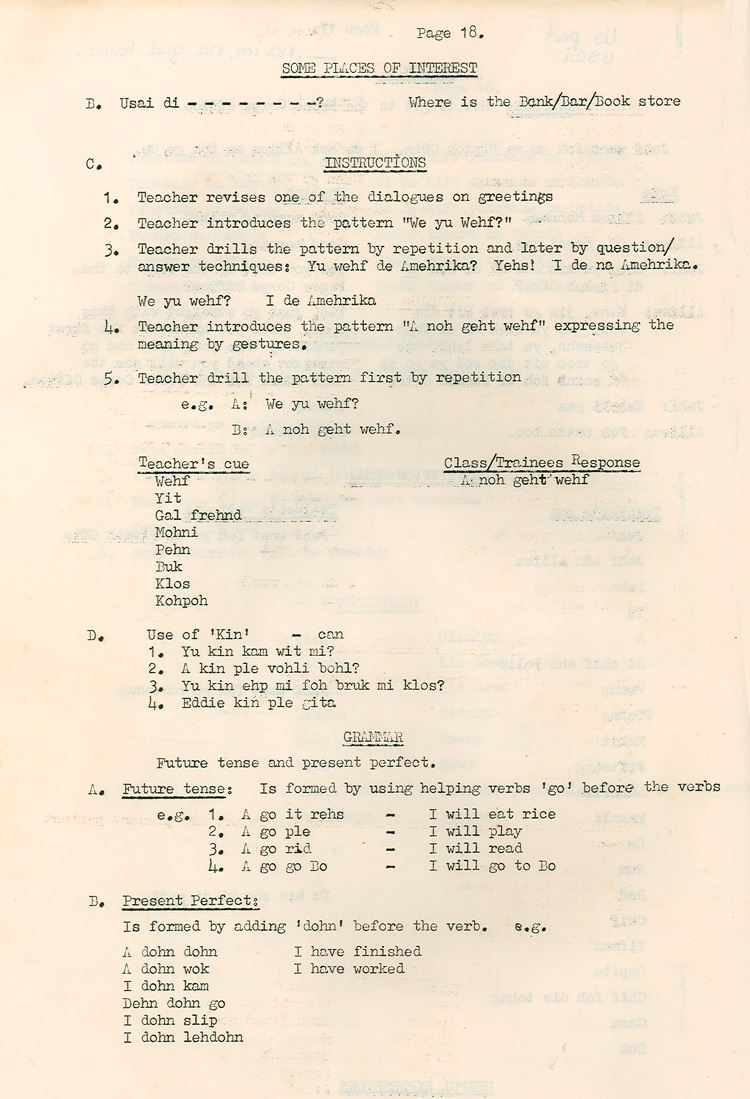 Page 18.
SOME PLACES OF INTEREST
B. Usai di - - - - - - - -? Where is the Bank/Bar/Book store
C. INSTRUCTIONS
1. Teacher revises one of the dialogues on greetings
2. Teacher introduces the pattern "We yu Wehf?"
3. Teacher drills the pattern by repetition and later by question/
answer techniques: Yu wehf de Amehrika? Yehs! I de na Amehrika.
We yu wehf? I de Amehrika
4. Teacher introduces the pattern "A noh geht wehf" expressing the
meaning by gestures.
5. Teacher drill the pattern first by repetition
e.g. A: We yu wehf?
B: A noh geht wehf.
Teacher's cue Class/Trainees Response
Wehf A noh geht wehf
Yit
Gal frehnd
Mohni
Pehn
Buk
Klos
Kohpoh
D. Use of 'Kin' - can
1. Yu kin kam wit mi?
2. A kin ple vohli bohl?
3. Yu kin ehp mi foh bruk mi klos?
4. Eddie kin ple gita
GRAMMAR
Future tense and present perfect.
A. Future tense: Is formed by using helping verbs 'go' before the verbs
e.g. 1. A go it rehs - I will eat rice
2. A go ple - I will play
3. A go rid - I will read
4. A go go Bo - I will go to Bo
B. Present Perfect:
Is formed by adding 'dohn' before the verb. e.g.
A dohn dohn I have finished
A dohn wok I have worked
I dohn kam
Dehn dohn go
I dohn slip
I dohn lehdohn